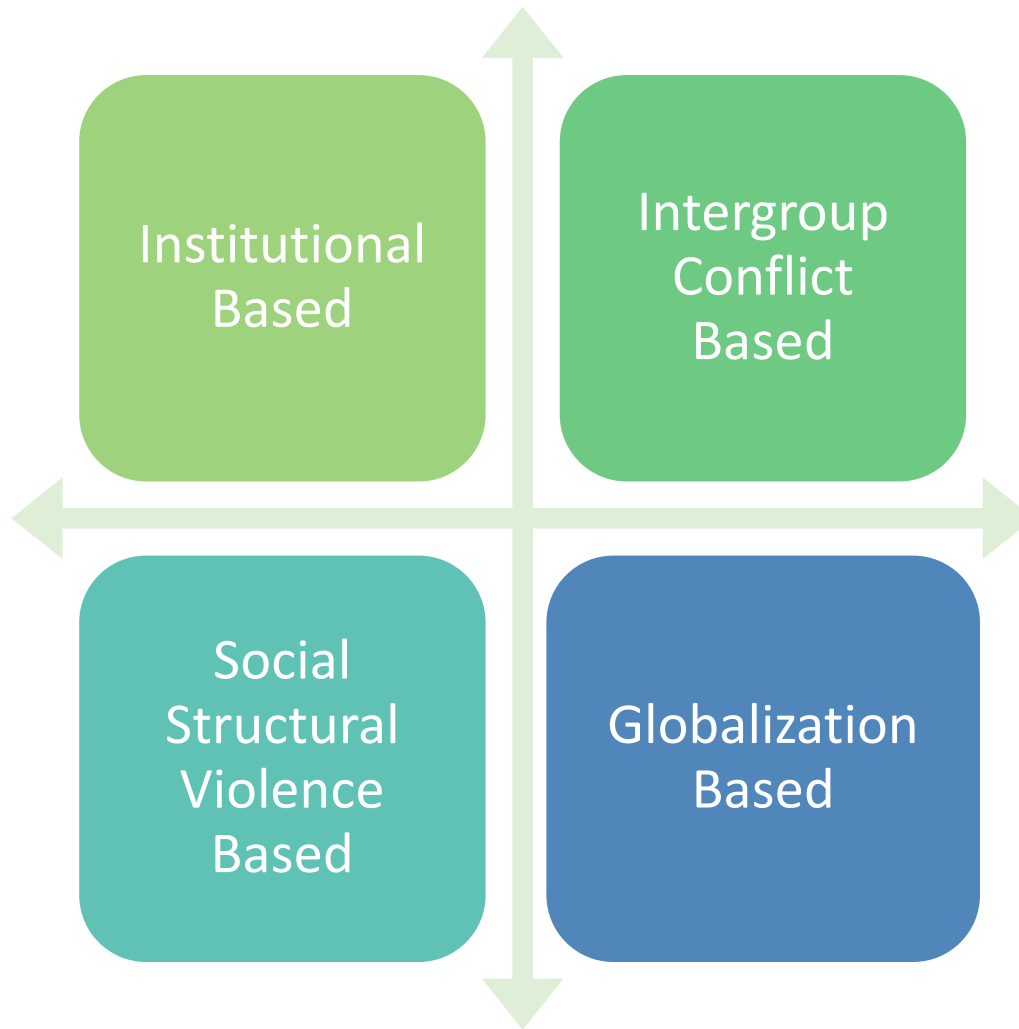 Institutional
Based
Intergroup
Conflict
Based
Social
Structural
Violence
Based
Globalization
Based